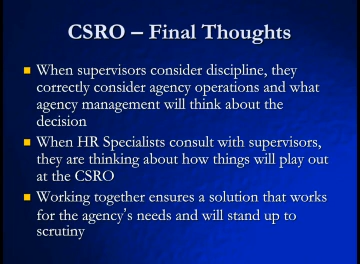 CSRO – Final Thoughts
When supervisors consider discipline, they
correctly consider agency operations and what
agency management will think about the
decision
When HR Specialists consult with supervisors,
they are thinking about how things will play out
at the CSRO
Working together ensures a solution that works
for the agency's needs and will stand up to
scrutiny